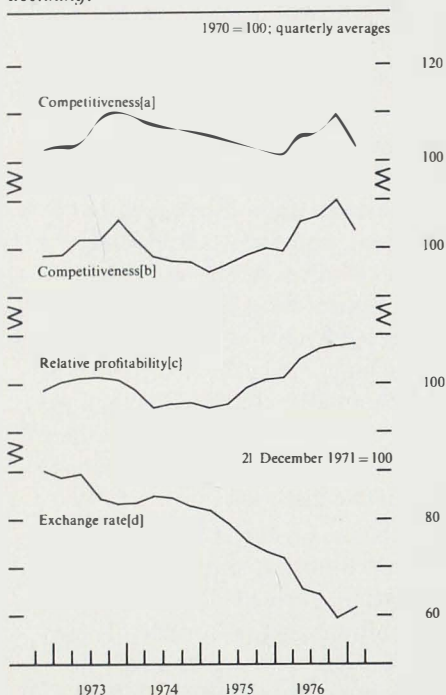 1970 = 100; quarterly averages
120
Competitiveness[a]
100
100
Competitiveness[b]
Relative profitability[c]
100
21 December 1971 = 100
80
Exchange rate[d]
60
1973 1974 1975 1976